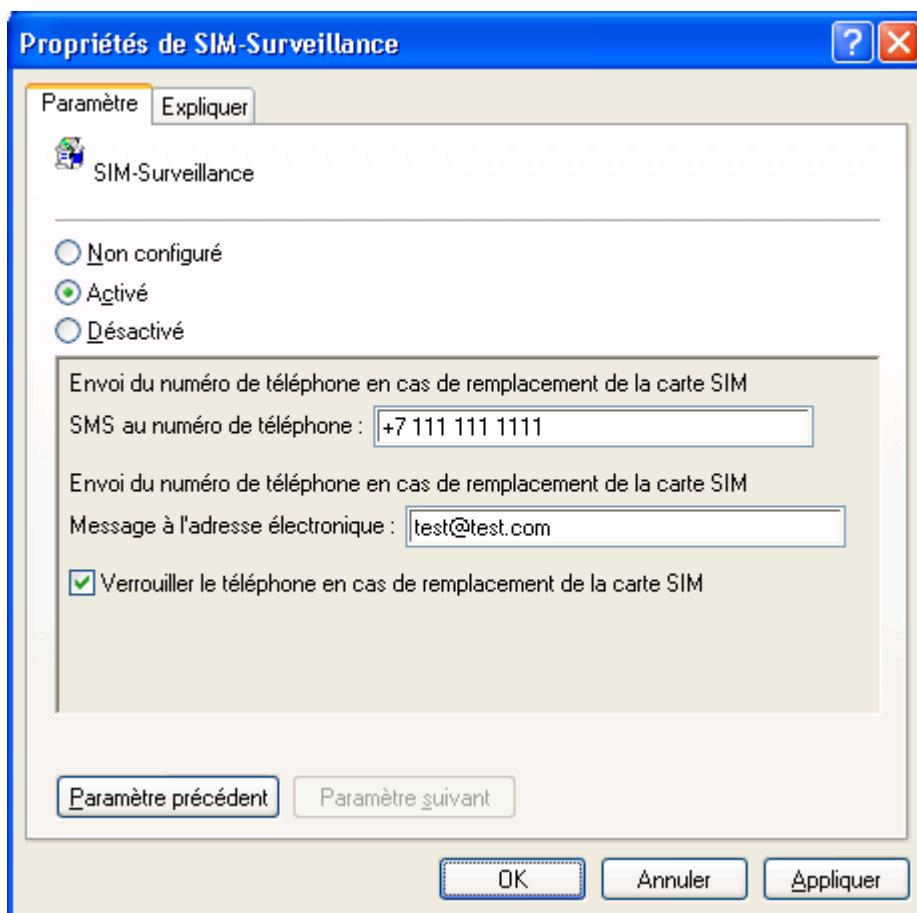 Propriétés de SIM-Surveillance
Paramètre Expliquer
SIM-Surveillance
Non configuré
Activé
Désactivé
Envoi du numéro de téléphone en cas de remplacement de la carte SIM
SMS au numéro de téléphone : +7 111 111 1111
Envoi du numéro de téléphone en cas de remplacement de la carte SIM
Message à l'adresse électronique : test@test.com
Verrouiller le téléphone en cas de remplacement de la carte SIM
Paramètre précédent Paramètre suivant
OK Annuler Appliquer